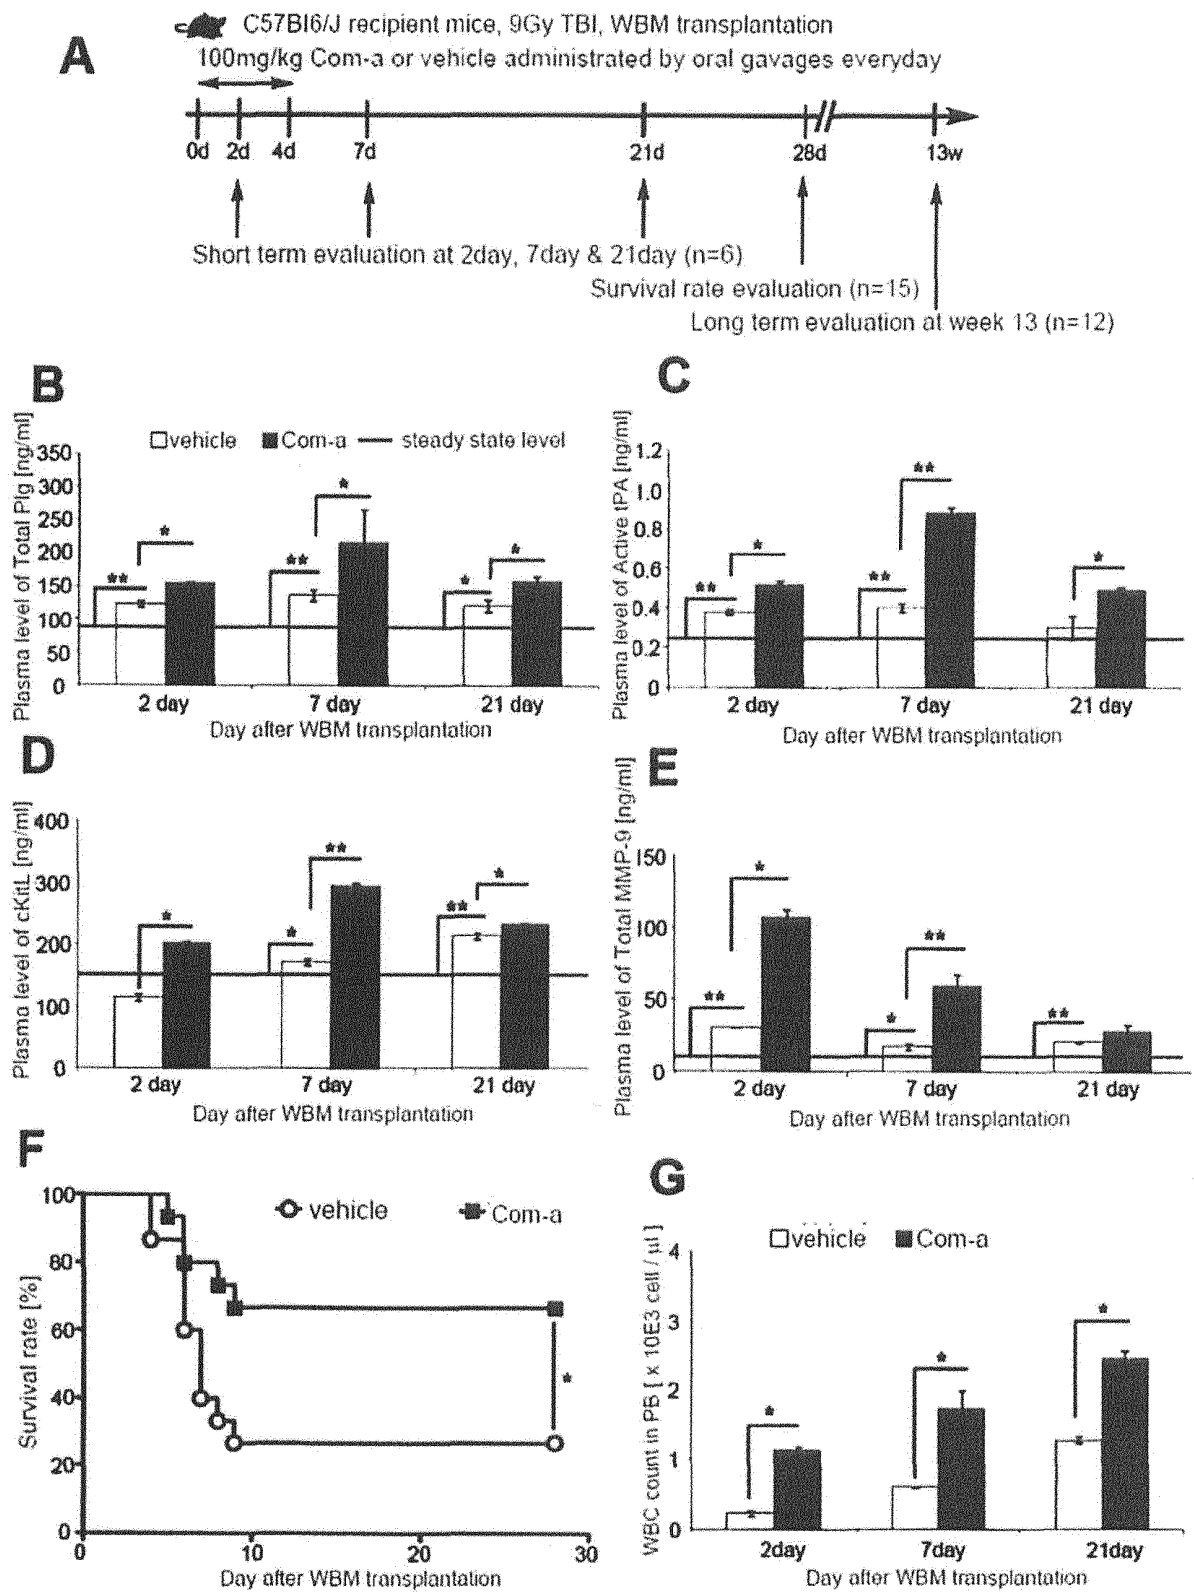 A
C57Bl6/J recipient mice, 9Gy TBI, WBM transplantation
100mg/kg Com-a or vehicle administrated by oral gavages everyday
0d 2d 4d 7d 21d 28d 13w
Short term evaluation at 2day, 7day & 21day (n=6)
Survival rate evaluation (n=15)
Long term evaluation at week 13 (n=12)
B
vehicle Com-a steady state level
Plasma level of Total Plg [ng/ml]
350
300
250
200
150
100
50
0
** * ** * * *
2 day 7 day 21 day
Day after WBM transplantation
C
Plasma level of Active tPA [ng/ml]
1.2
1.0
0.8
0.6
0.4
0.2
0
** * ** ** *
2 day 7 day 21 day
Day after WBM transplantation
D
Plasma level of cKitL [ng/ml]
400
300
200
100
0
* * ** ** *
2 day 7 day 21 day
Day after WBM transplantation
E
Plasma level of Total MMP-9 [ng/ml]
150
100
50
0
** * * ** **
2 day 7 day 21 day
Day after WBM transplantation
F
vehicle Com-a
Survival rate [%]
100
80
60
40
20
0
*
0 10 20 30
Day after WBM transplantation
G
vehicle Com-a
WBC count in PB [ x 10E3 cell / µl ]
4
3
2
1
0
* * *
2day 7day 21day
Day after WBM transplantation